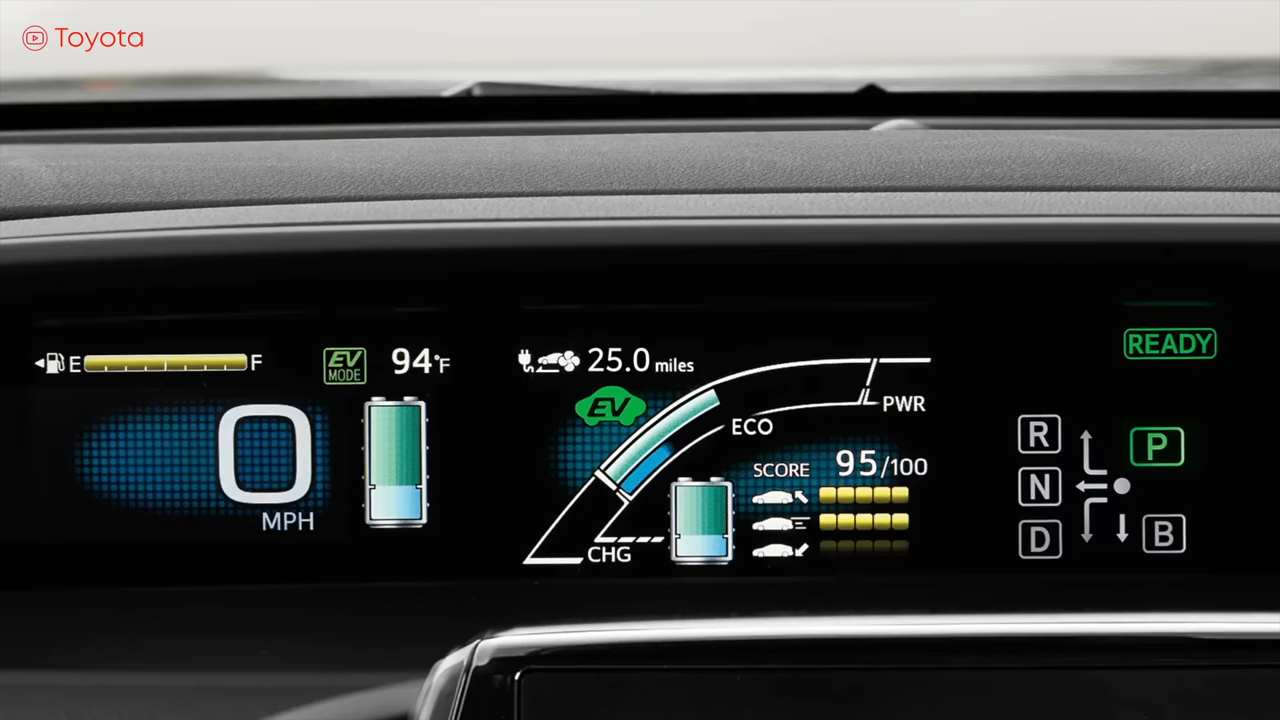 Toyota
E F
EV MODE
94°F
0
MPH
25.0 miles
EV
PWR
ECO
CHG
SCORE 95/100
READY
R
P
N
D
B